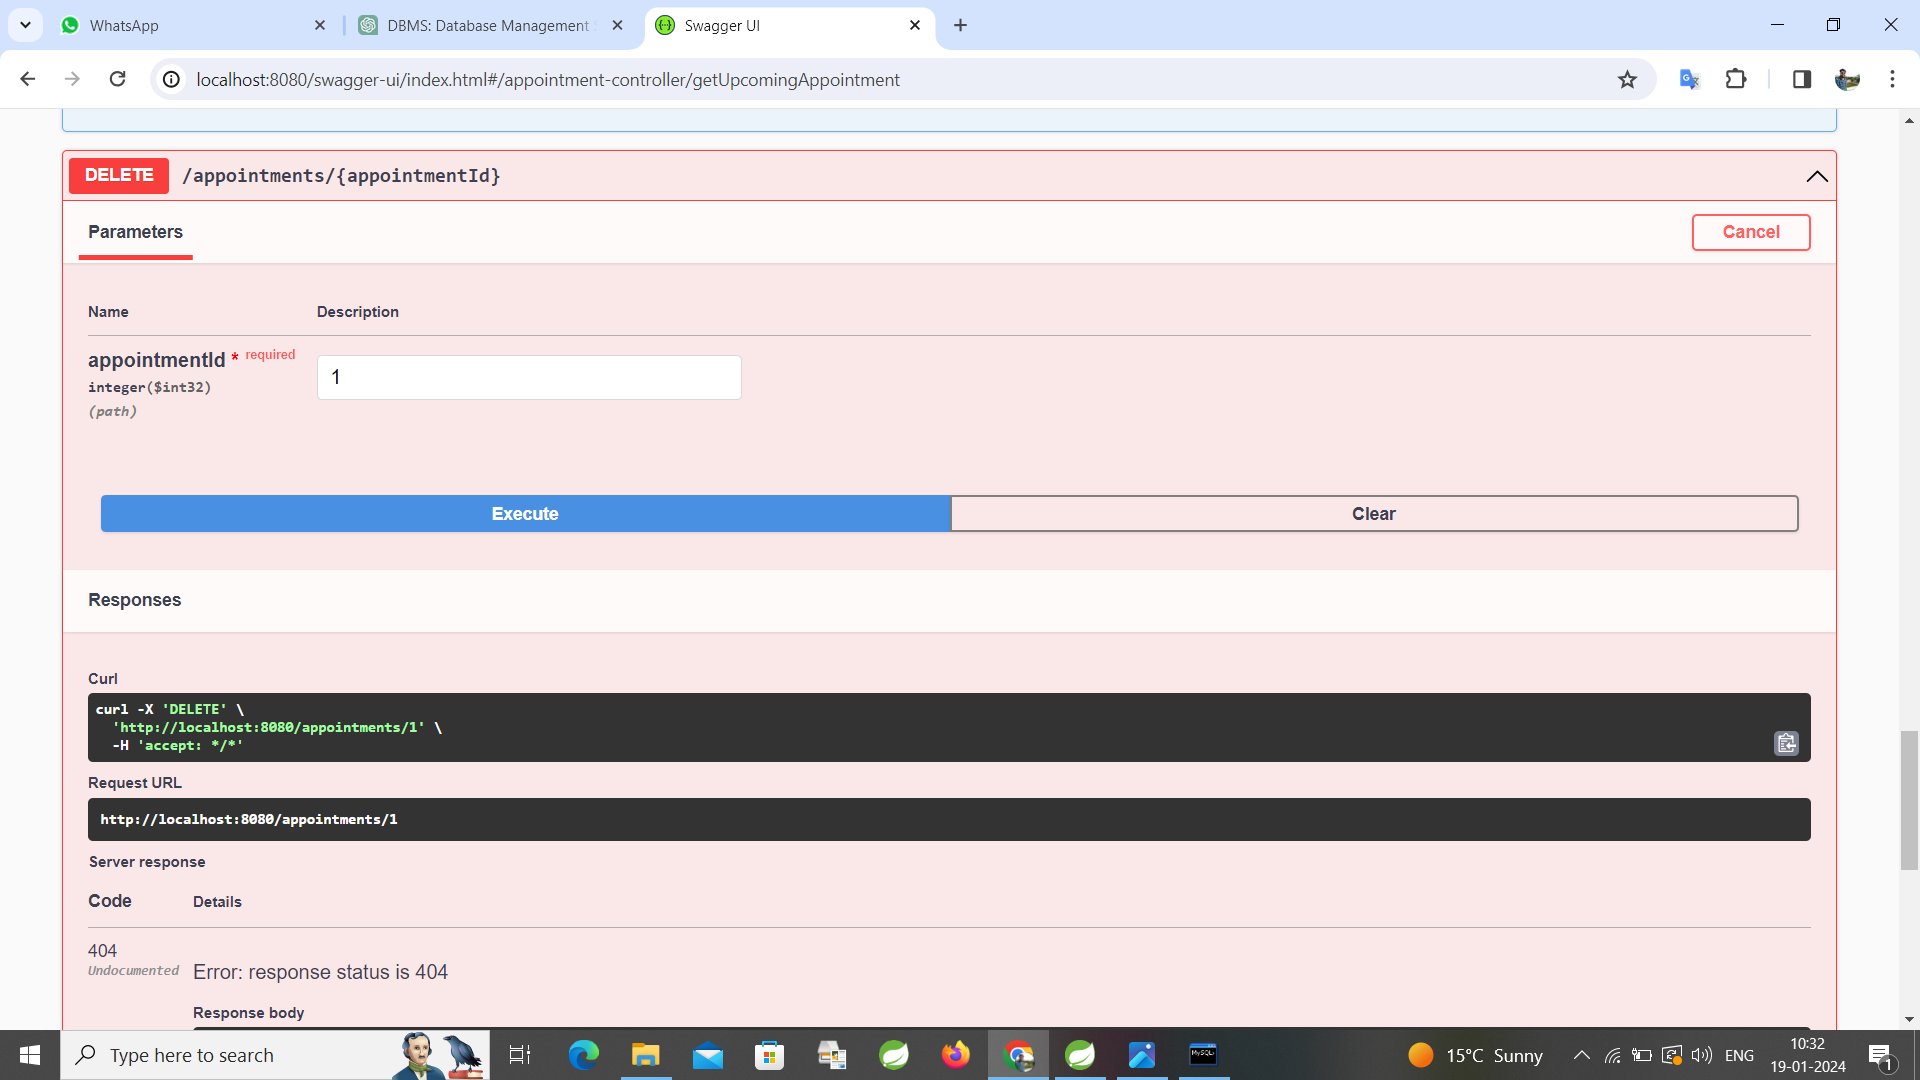 WhatsApp
DBMS: Database Management
Swagger UI
localhost:8080/swagger-ui/index.html#/appointment-controller/getUpcomingAppointment
DELETE /appointments/{appointmentId}
Parameters
Cancel
Name Description
appointmentId * required
integer($int32)
(path)
1
Execute
Clear
Responses
Curl
curl -X 'DELETE' \
'http://localhost:8080/appointments/1' \
-H 'accept: */*'
Request URL
http://localhost:8080/appointments/1
Server response
Code Details
404
Undocumented
Error: response status is 404
Response body
Type here to search
MySQL
15°C Sunny
ENG
10:32
19-01-2024
1